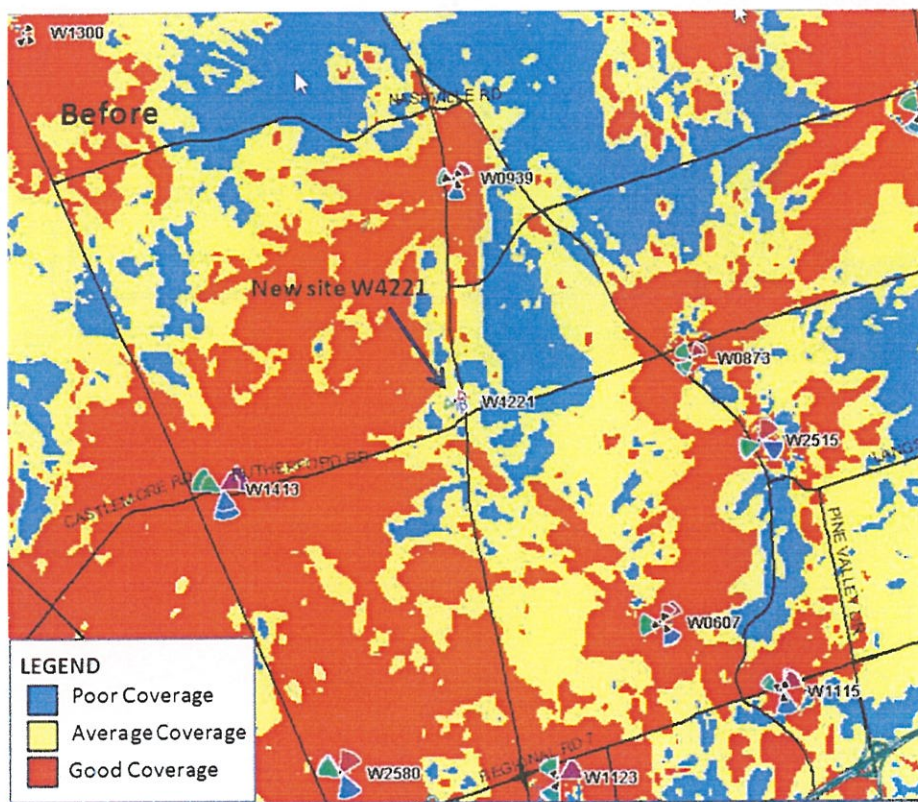 W1300
Before
NASHVILLE RD
W0939
New site W4221
W0873
W4221
W2515
LANGS
CASTLEMORE RD
RUTHERFORD RD
W1413
PINE VALLEY DR
W0607
W1115
LEGEND
Poor Coverage
Average Coverage
Good Coverage
W2580
REGIONAL RD 7
W1123